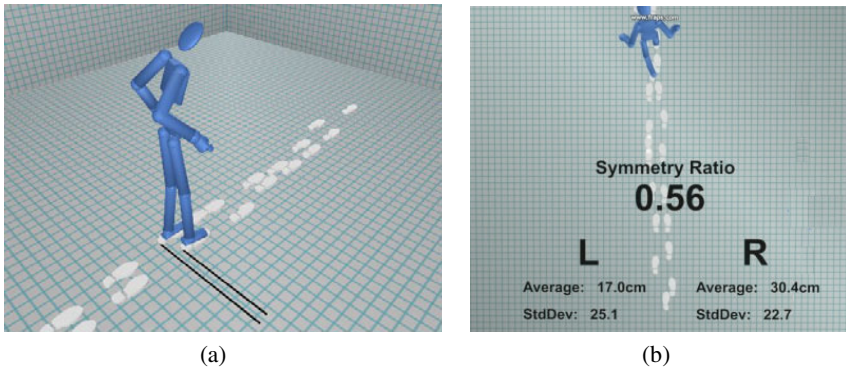 Symmetry Ratio
0.56
L
R
Average: 17.0cm
Average: 30.4cm
StdDev: 25.1
StdDev: 22.7
(a)
(b)